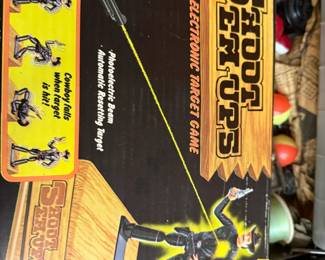 SHOOT
'EM UPS
ELECTRONIC TARGET GAME
•Photoelectric Beam
•Automatic Resetting Target
Cowboy falls
when target
is hit!
SHOOT
'EM UPS